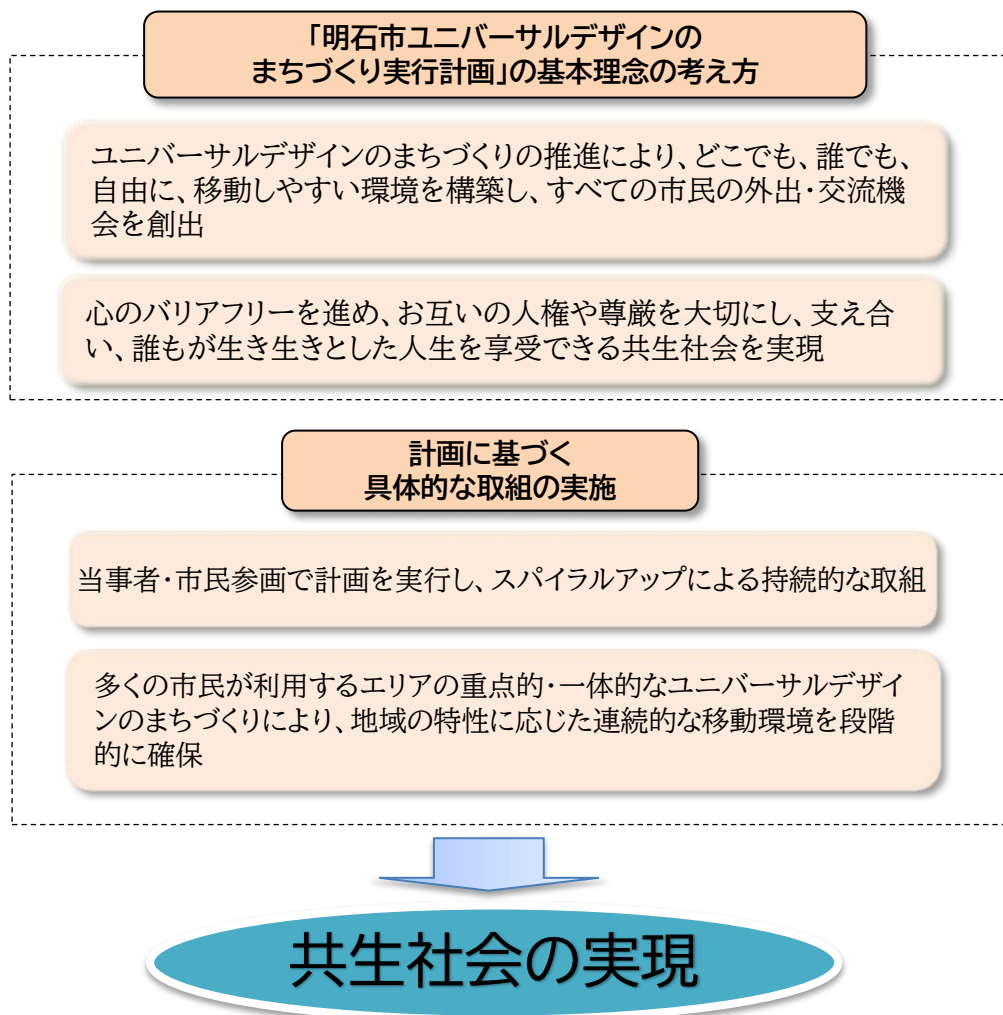 「明石市ユニバーサルデザインの
まちづくり実行計画」の基本理念の考え方
ユニバーサルデザインのまちづくりの推進により、どこでも、誰でも、
自由に、移動しやすい環境を構築し、すべての市民の外出・交流機
会を創出
心のバリアフリーを進め、お互いの人権や尊厳を大切にし、支え合
い、誰もが生き生きとした人生を享受できる共生社会を実現
計画に基づく
具体的な取組の実施
当事者・市民参画で計画を実行し、スパイラルアップによる持続的な取組
多くの市民が利用するエリアの重点的・一体的なユニバーサルデザイ
ンのまちづくりにより、地域の特性に応じた連続的な移動環境を段階
的に確保
共生社会の実現